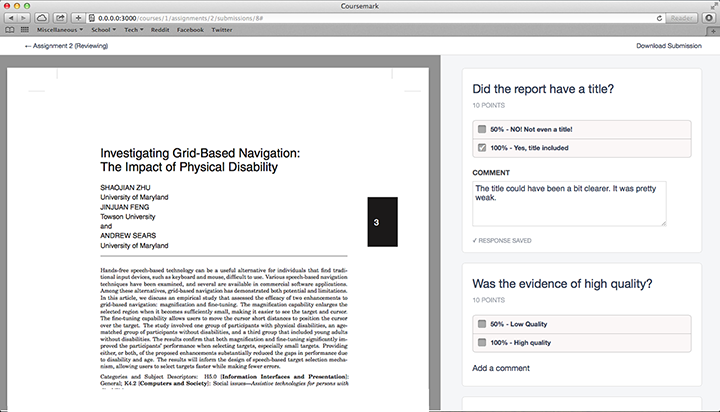 Coursemark
0.0.0.0:3000/courses/1/assignments/2/submissions/8#
Reader
Miscellaneous School Tech Reddit Facebook Twitter
← Assignment 2 (Reviewing)
Download Submission
Investigating Grid-Based Navigation:
The Impact of Physical Disability
SHAOJIAN ZHU
University of Maryland
JINJUAN FENG
Towson University
and
ANDREW SEARS
University of Maryland
3
Hands-free speech-based technology can be a useful alternative for individuals that find tradi-
tional input devices, such as keyboard and mouse, difficult to use. Various speech-based navigation
techniques have been examined, and several are available in commercial software applications.
Among these alternatives, grid-based navigation has demonstrated both potential and limitations.
In this article, we discuss an empirical study that assessed the efficacy of two enhancements to
grid-based navigation: magnification and fine-tuning. The magnification capability enlarges the
selected region when it becomes sufficiently small, making it easier to see the target and cursor.
The fine-tuning capability allows users to move the cursor short distances to position the cursor
over the target. The study involved one group of participants with physical disabilities, an age-
matched group of participants without disabilities, and a third group that included young adults
without disabilities. The results confirm that both magnification and fine-tuning significantly im-
proved the participants' performance when selecting targets, especially small targets. Providing
either, or both, of the proposed enhancements substantially reduced the gaps in performance due
to disability and age. The results will inform the design of speech-based target selection mecha-
nism, allowing users to select targets faster while making fewer errors.
Categories and Subject Descriptors: H5.0 [Information Interfaces and Presentation]:
General; K4.2 [Computers and Society]: Social issues—Assistive technologies for persons with
Did the report have a title?
10 POINTS
50% - NO! Not even a title!
100% - Yes, title included
COMMENT
The title could have been a bit clearer. It was pretty
weak.
√ RESPONSE SAVED
Was the evidence of high quality?
10 POINTS
50% - Low Quality
100% - High quality
Add a comment